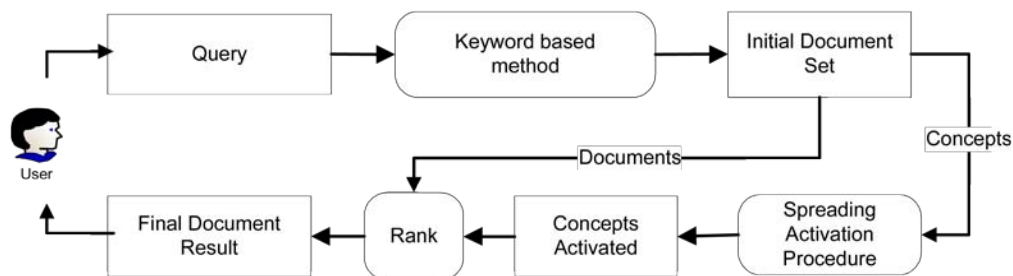 Query
Keyword based
method
Initial Document
Set
Concepts
Documents
User
Final Document
Result
Rank
Concepts
Activated
Spreading
Activation
Procedure